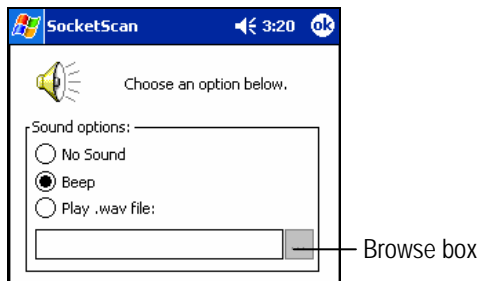 SocketScan 3:20 ok
Choose an option below.
Sound options:
No Sound
Beep
Play .wav file:
... Browse box